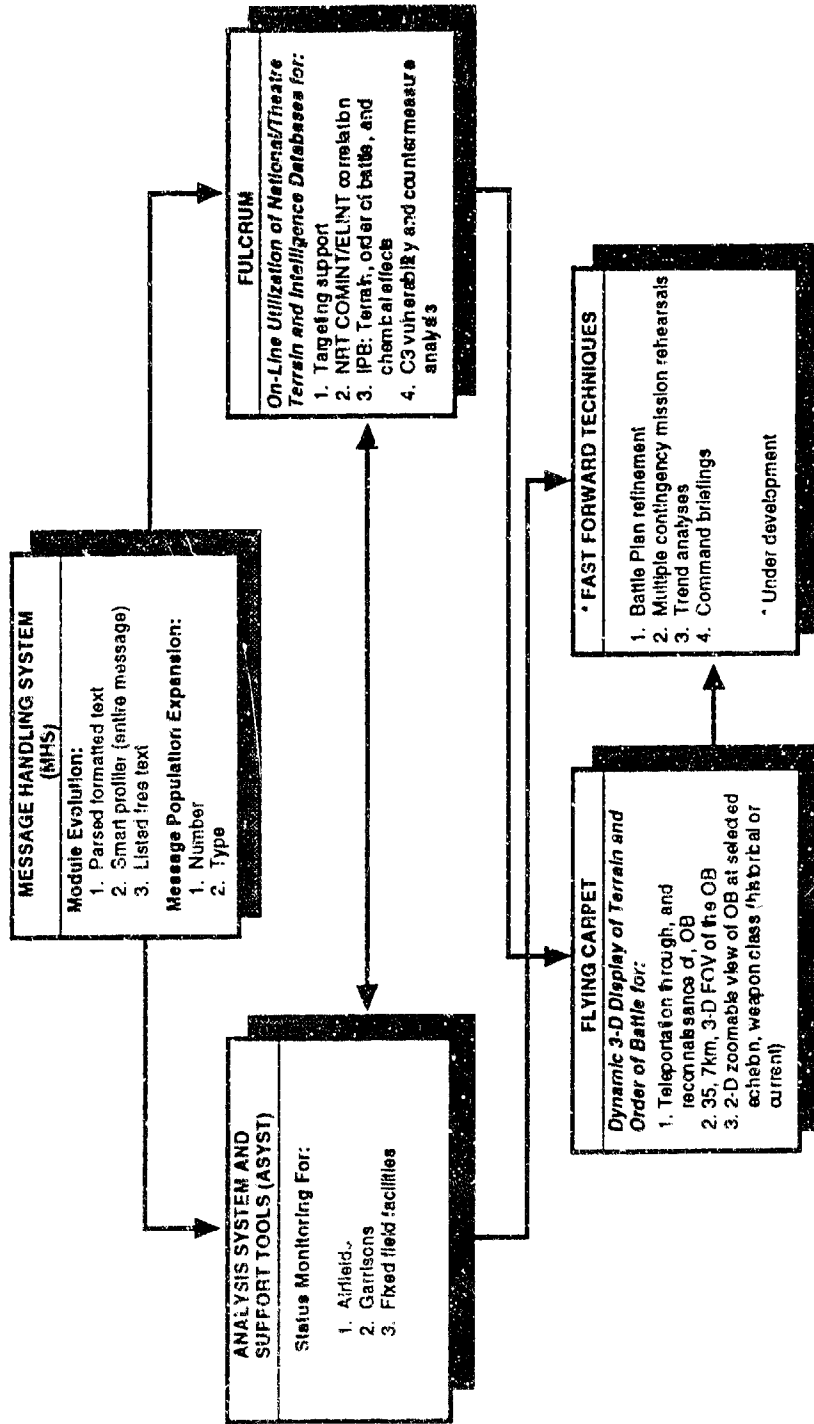 MESSAGE HANDLING SYSTEM
(MHS)
Module Evolution:
1. Parsed formatted text
2. Smart profiler (entire message)
3. Listed free text
Message Population Expansion:
1. Number
2. Type
ANALYSIS SYSTEM AND
SUPPORT TOOLS (ASYST)
Status Monitoring For:
1. Airfields
2. Garrisons
3. Fixed field facilities
FULCRUM
On-Line Utilization of National/Theatre
Terrain and Intelligence Databases for:
1. Targeting support
2. NRT COMINT/ELINT correlation
3. IPB: Terrain, order of battle, and
chemical effects
4. C3 vulnerability and countermeasure
analysis
FLYING CARPET
Dynamic 3-D Display of Terrain and
Order of Battle for:
1. Teleportation through, and
reconnaissance of, OB
2. 35, 7km, 3-D FOV of the OB
3. 2-D zoomable view of OB at selected
echelon, weapon class (historical or
current)
* FAST FORWARD TECHNIQUES
1. Battle Plan refinement
2. Multiple contingency mission rehearsals
3. Trend analyses
4. Command briefings
* Under development